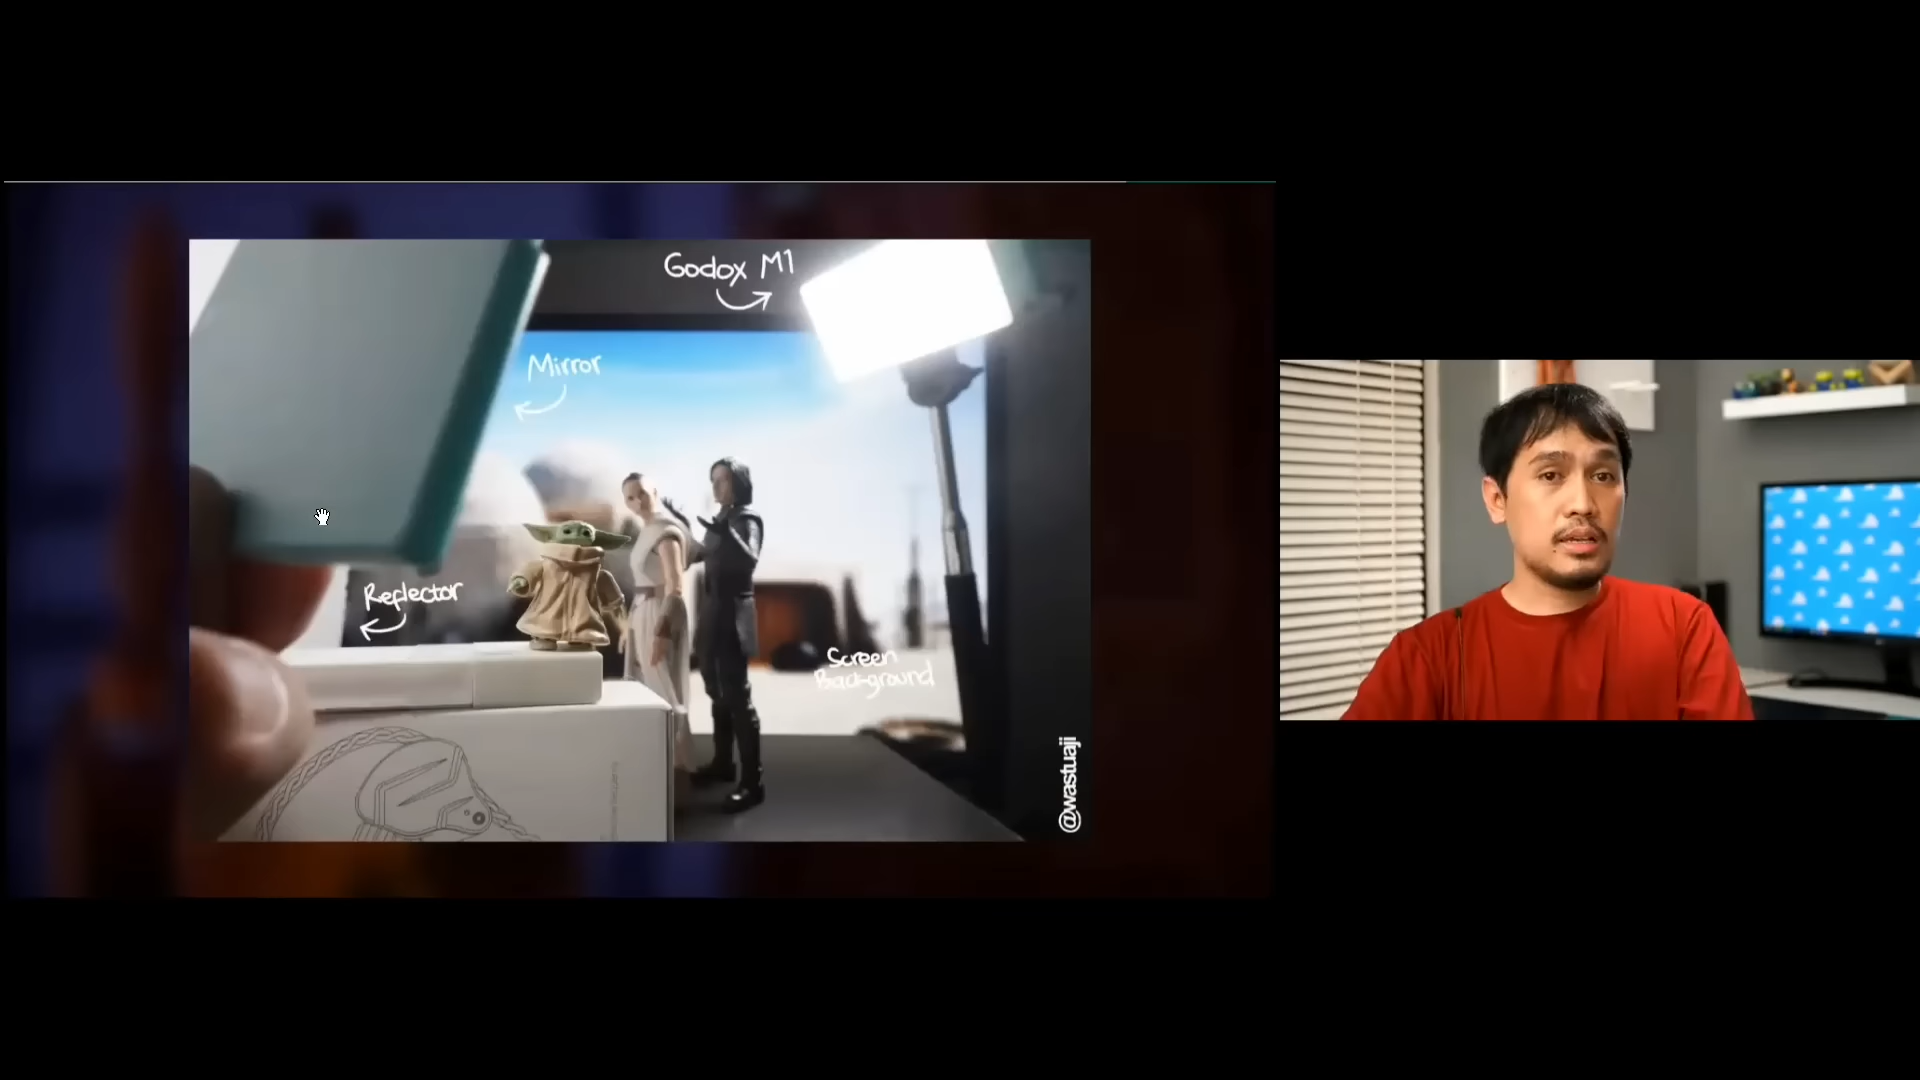 Godox M1
Mirror
Reflector
Screen
Background
@wastuaji